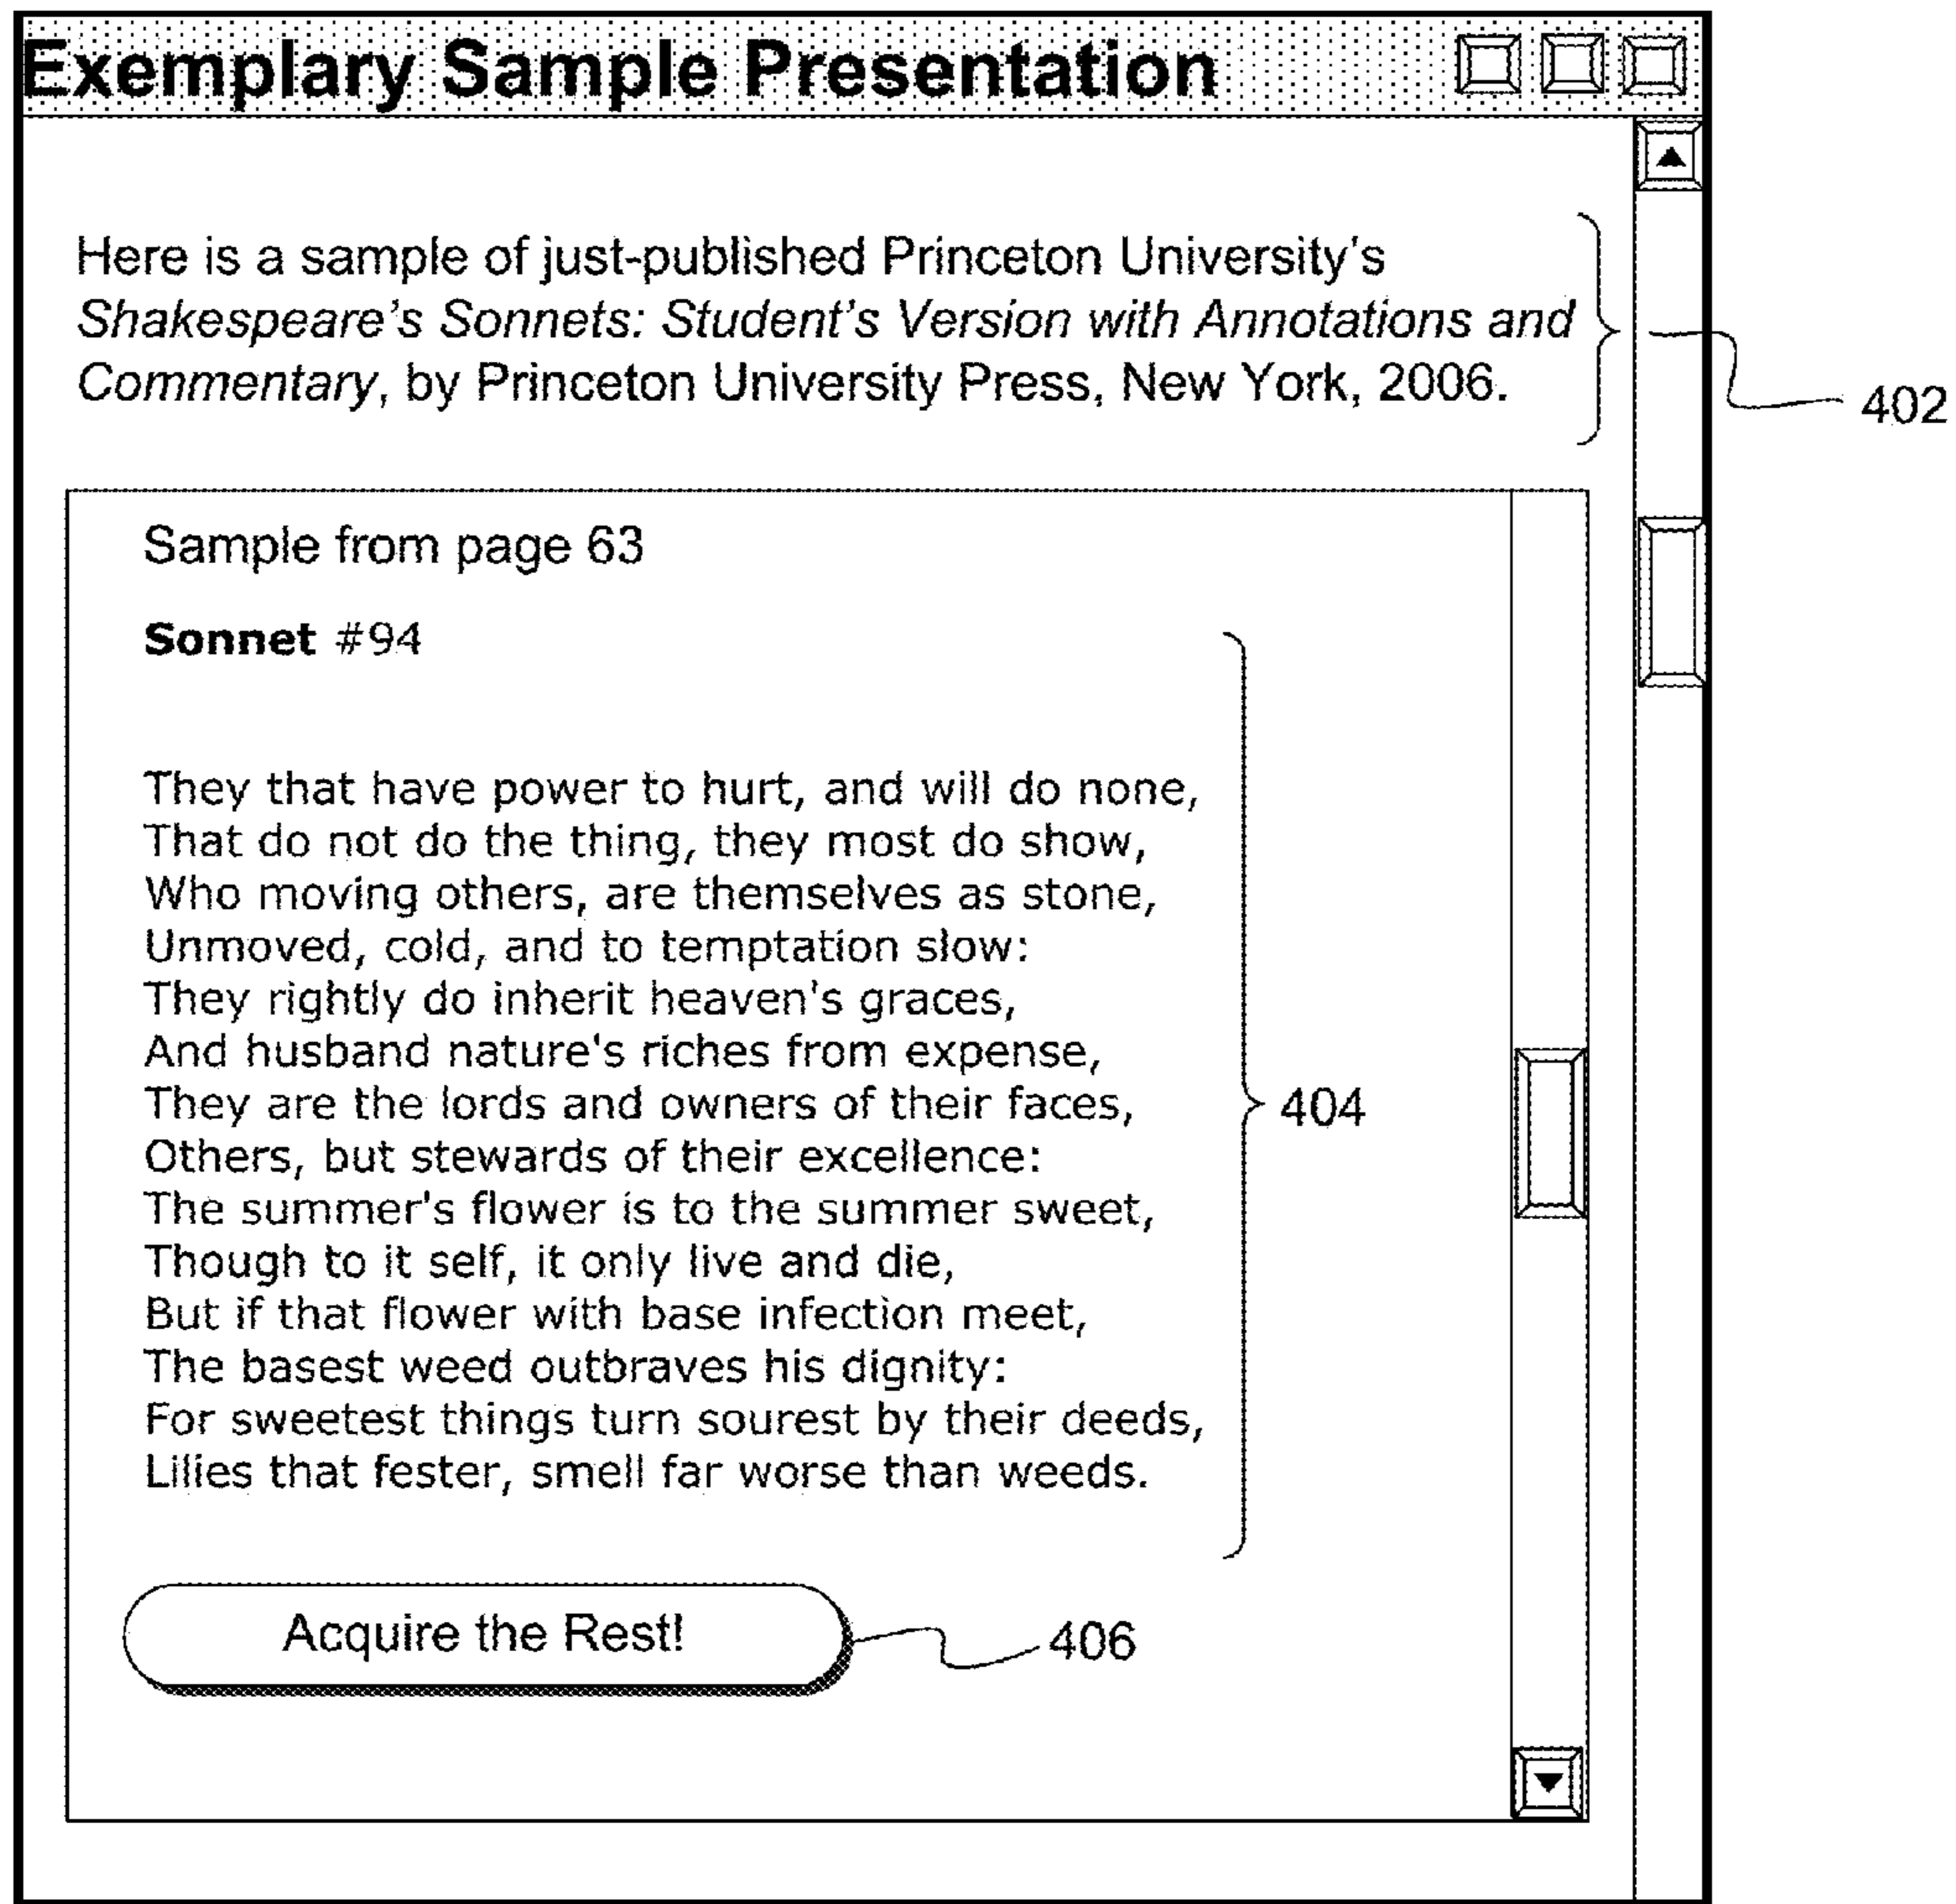 Exemplary Sample Presentation
Here is a sample of just-published Princeton University's
Shakespeare's Sonnets: Student's Version with Annotations and
Commentary, by Princeton University Press, New York, 2006.
402
Sample from page 63
Sonnet #94
They that have power to hurt, and will do none,
That do not do the thing, they most do show,
Who moving others, are themselves as stone,
Unmoved, cold, and to temptation slow:
They rightly do inherit heaven's graces,
And husband nature's riches from expense,
They are the lords and owners of their faces,
Others, but stewards of their excellence:
The summer's flower is to the summer sweet,
Though to it self, it only live and die,
But if that flower with base infection meet,
The basest weed outbraves his dignity:
For sweetest things turn sourest by their deeds,
Lilies that fester, smell far worse than weeds.
404
Acquire the Rest!
406